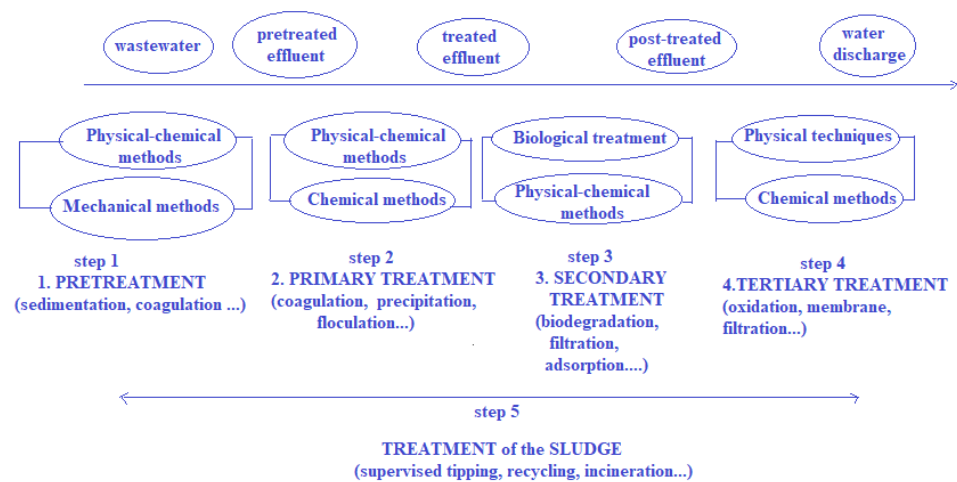 wastewater
pretreated
effluent
treated
effluent
post-treated
effluent
water
discharge
Physical-chemical
methods
Mechanical methods
Physical-chemical
methods
Chemical methods
Biological treatment
Physical-chemical
methods
Physical techniques
Chemical methods
step 1
1. PRETREATMENT
(sedimentation, coagulation ...)
step 2
2. PRIMARY TREATMENT
(coagulation, precipitation,
floculation...)
step 3
3. SECONDARY
TREATMENT
(biodegradation,
filtration,
adsorption....)
step 4
4.TERTIARY TREATMENT
(oxidation, membrane,
filtration...)
step 5
TREATMENT of the SLUDGE
(supervised tipping, recycling, incineration...)